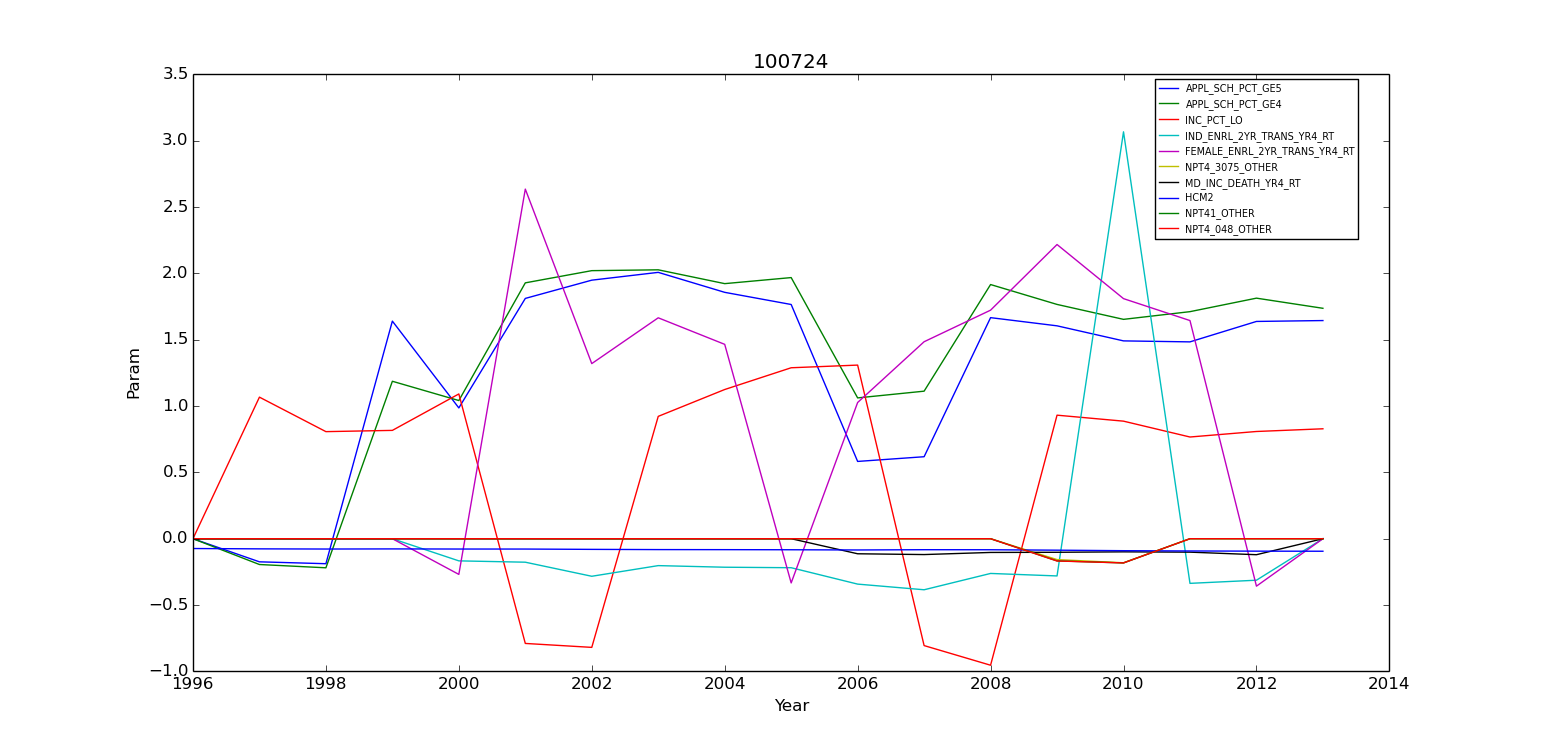 100724
3.5
3.0
2.5
2.0
1.5
1.0
0.5
0.0
−0.5
−1.0
Param
APPL_SCH_PCT_GE5
APPL_SCH_PCT_GE4
INC_PCT_LO
IND_ENRL_2YR_TRANS_YR4_RT
FEMALE_ENRL_2YR_TRANS_YR4_RT
NPT4_3075_OTHER
MD_INC_DEATH_YR4_RT
HCM2
NPT41_OTHER
NPT4_048_OTHER
1996 1998 2000 2002 2004 2006 2008 2010 2012 2014
Year